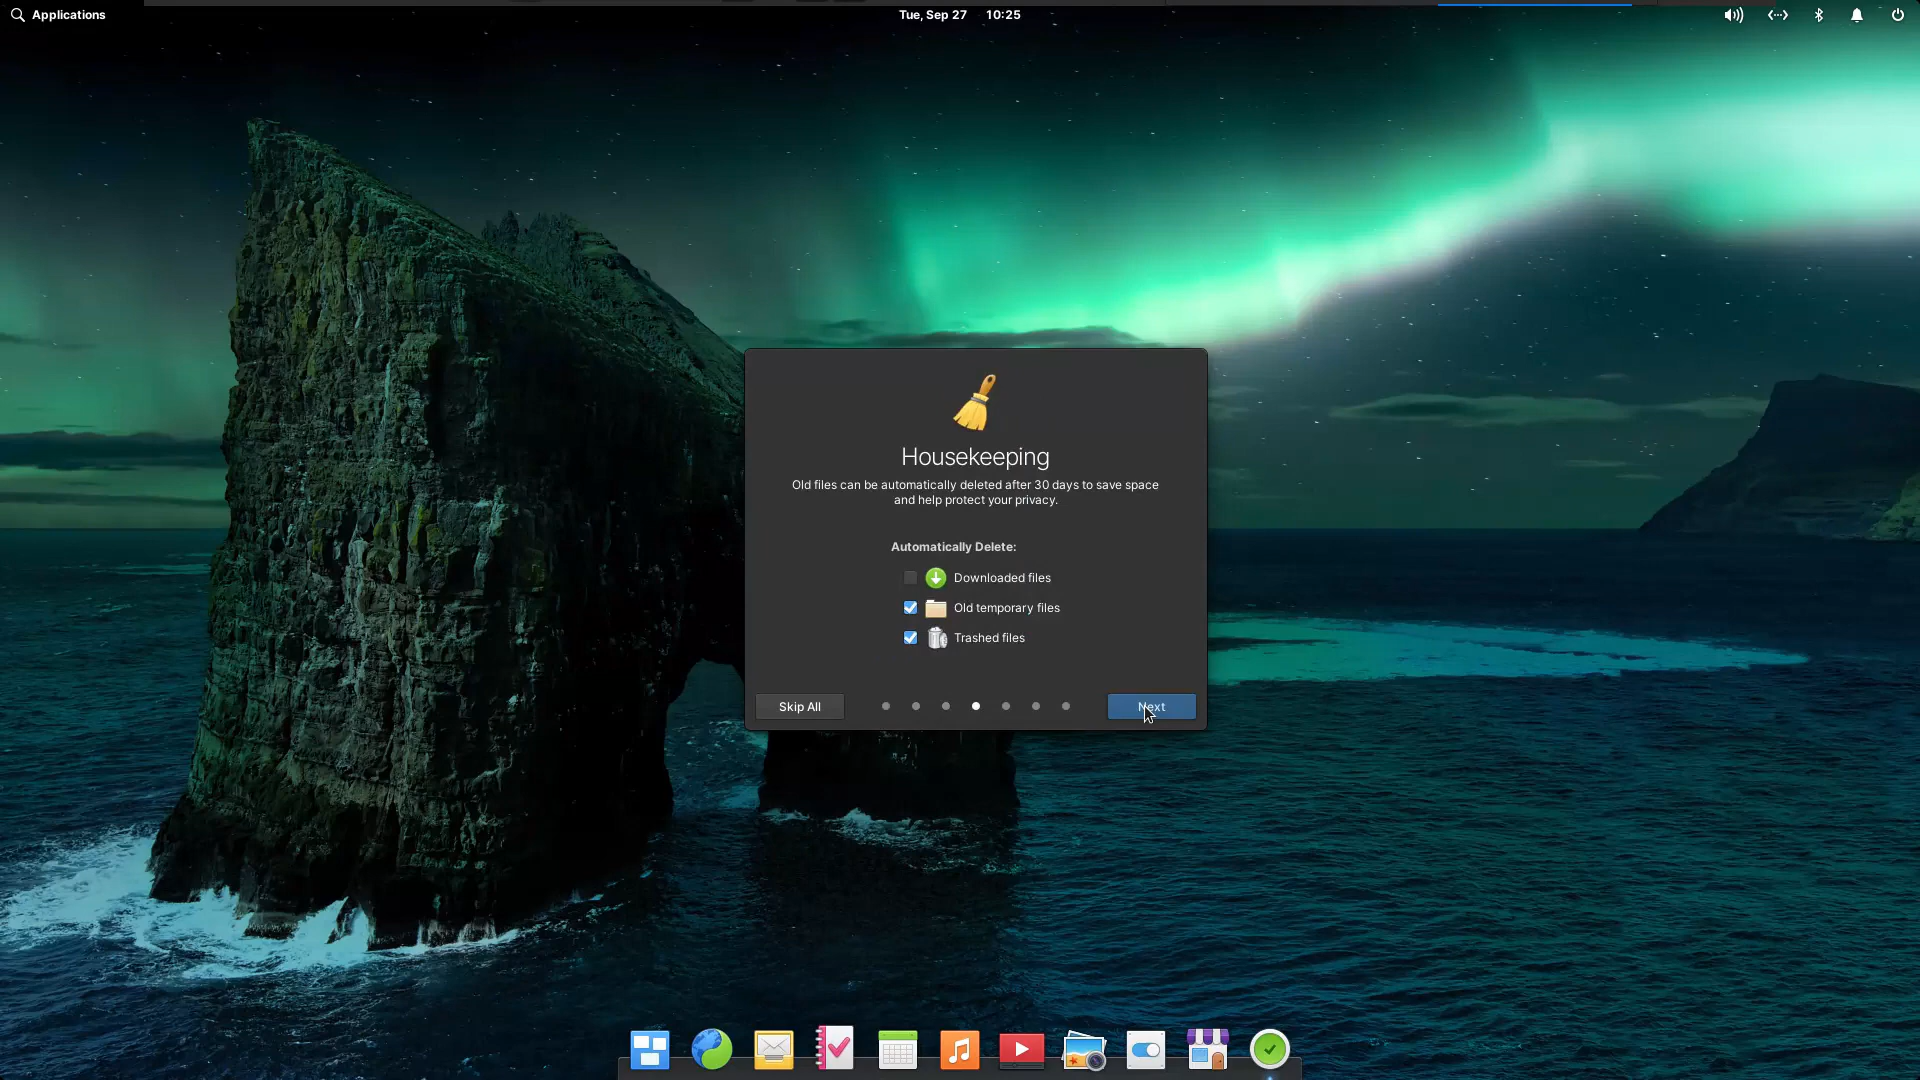 Applications
Tue, Sep 27 10:25
Housekeeping
Old files can be automatically deleted after 30 days to save space
and help protect your privacy.
Automatically Delete:
Downloaded files
Old temporary files
Trashed files
Skip All
Next